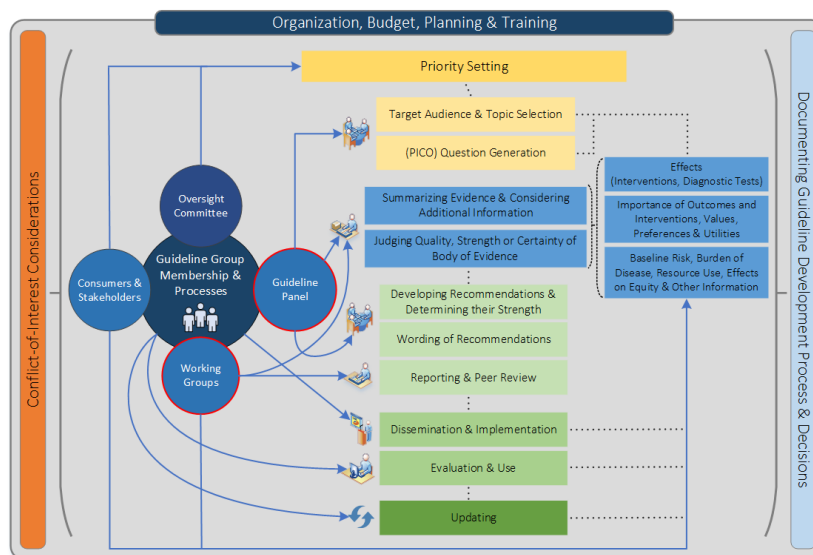 Organization, Budget, Planning & Training
Conflict-of-Interest Considerations
Documenting Guideline Development Process & Decisions
Priority Setting
Target Audience & Topic Selection
(PICO) Question Generation
Effects
(Interventions, Diagnostic Tests)
Importance of Outcomes and
Interventions, Values,
Preferences & Utilities
Baseline Risk, Burden of
Disease, Resource Use, Effects
on Equity & Other Information
Oversight
Committee
Guideline Group
Membership &
Processes
Consumers &
Stakeholders
Guideline
Panel
Working
Groups
Summarizing Evidence & Considering
Additional Information
Judging Quality, Strength or Certainty of
Body of Evidence
Developing Recommendations &
Determining their Strength
Wording of Recommendations
Reporting & Peer Review
Dissemination & Implementation
Evaluation & Use
Updating